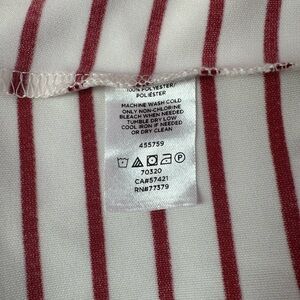 100% POLYESTER/
POLIÉSTER
MACHINE WASH COLD
ONLY NON-CHLORINE
BLEACH WHEN NEEDED
TUMBLE DRY LOW
COOL IRON IF NEEDED
OR DRY CLEAN
455759
70320
CA#57421
RN#77379